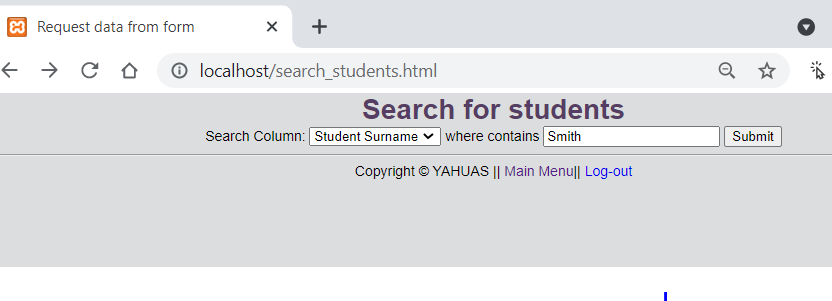 Request data from form
localhost/search_students.html
Search for students
Search Column: Student Surname where contains Smith Submit
Copyright © YAHUAS || Main Menu|| Log-out